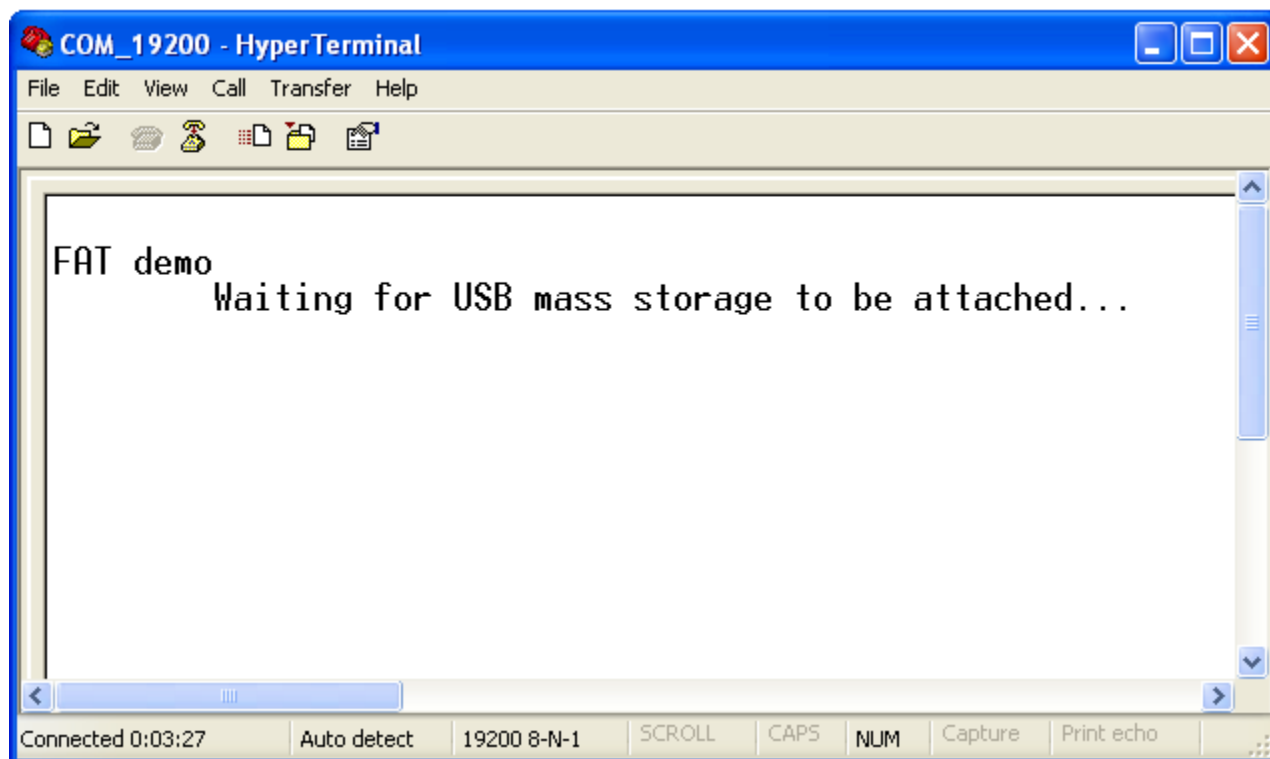 COM_19200 - HyperTerminal
File Edit View Call Transfer Help
FAT demo
Waiting for USB mass storage to be attached...
Connected 0:03:27 Auto detect 19200 8-N-1 SCROLL CAPS NUM Capture Print echo